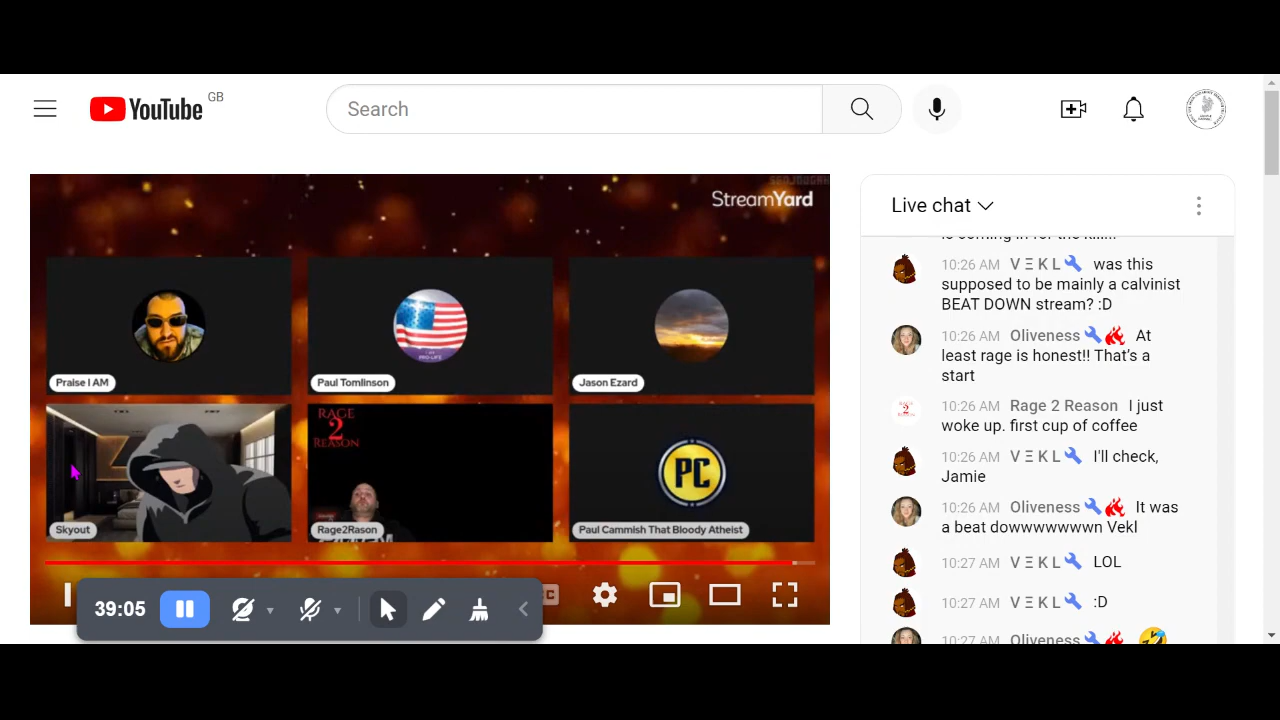 YouTube GB
Search
StreamYard
Live chat
10:26 AM V Ξ K L was this
supposed to be mainly a calvinist
BEAT DOWN stream? :D
10:26 AM Oliveness At
least rage is honest!! That's a
start
10:26 AM Rage 2 Reason I just
woke up. first cup of coffee
10:26 AM V Ξ K L I'll check,
Jamie
10:26 AM Oliveness It was
a beat dowwwwwwwn Vekl
10:27 AM V Ξ K L LOL
10:27 AM V Ξ K L :D
10:27 AM Oliveness
Praise I AM
Paul Tomlinson
Jason Ezard
RAGE
2
REASON
PC
Skyout
Rage2Rason
Paul Cammish That Bloody Atheist
39:05